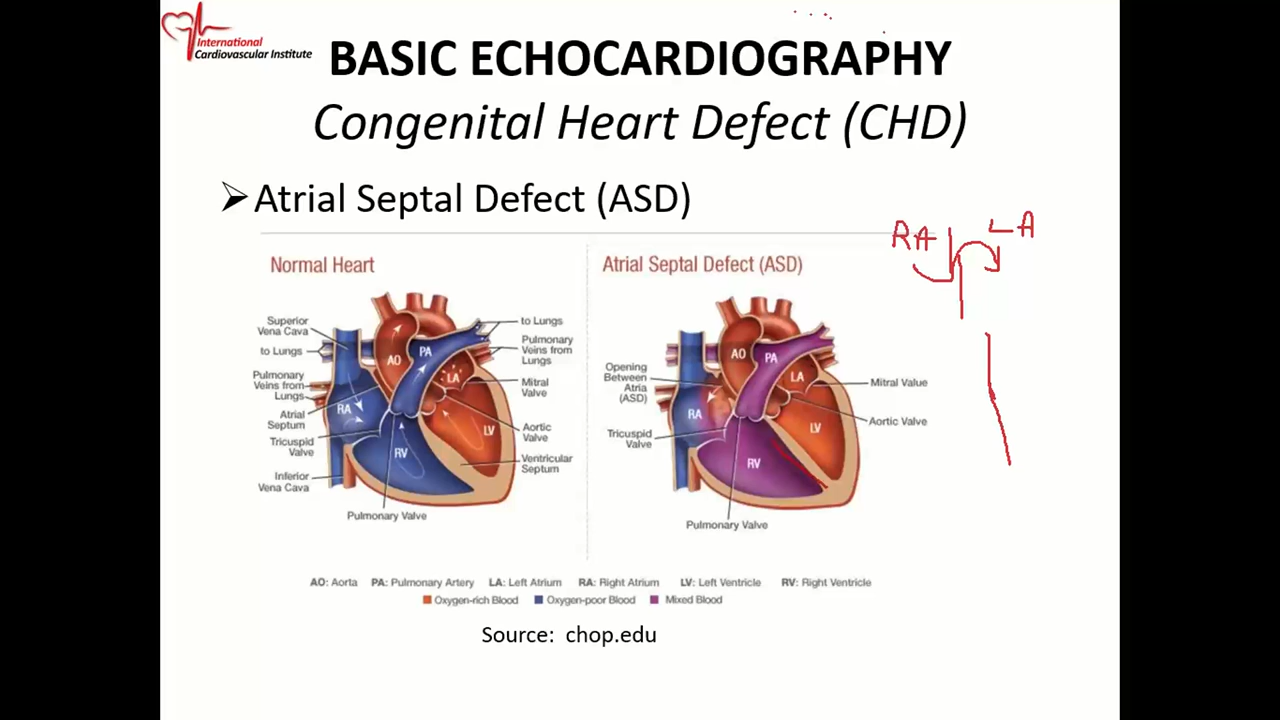 International
Cardiovascular Institute
BASIC ECHOCARDIOGRAPHY
Congenital Heart Defect (CHD)
Atrial Septal Defect (ASD)
RA
LA
Normal Heart
Superior
Vena Cava
to Lungs
Pulmonary
Veins from
Lungs
Atrial
Septum
Tricuspid
Valve
Inferior
Vena Cava
Pulmonary Valve
AO
PA
LA
RA
LV
RV
to Lungs
Pulmonary
Veins from
Lungs
Mitral
Valve
Aortic
Valve
Ventricular
Septum
Atrial Septal Defect (ASD)
Opening
Between
Atria
(ASD)
Tricuspid
Valve
Pulmonary Valve
AO
PA
LA
RA
LV
RV
Mitral Value
Aortic Valve
AO: Aorta PA: Pulmonary Artery LA: Left Atrium RA: Right Atrium LV: Left Ventricle RV: Right Ventricle
Oxygen-rich Blood Oxygen-poor Blood Mixed Blood
Source: chop.edu